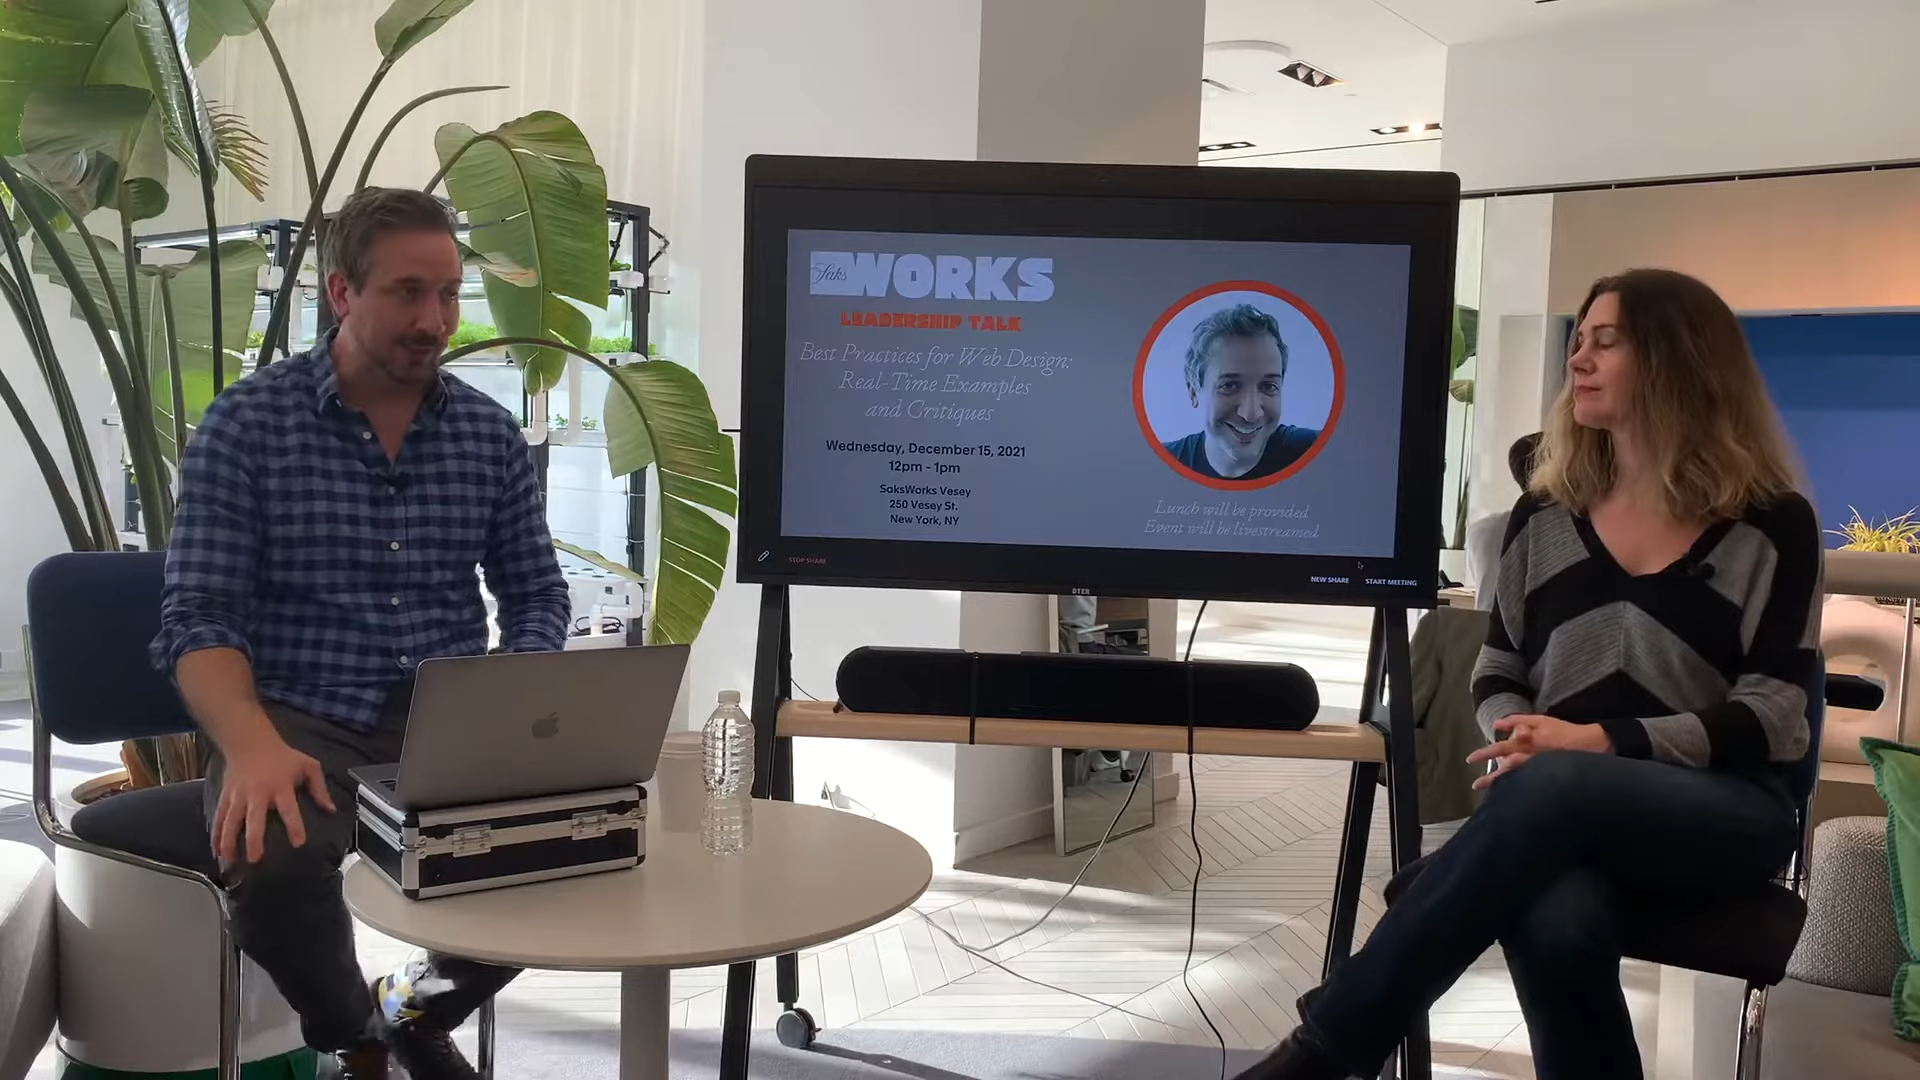 Saks WORKS
LEADERSHIP TALK
Best Practices for Web Design:
Real-Time Examples
and Critiques
Wednesday, December 15, 2021
12pm - 1pm
SaksWorks Vesey
250 Vesey St.
New York, NY
Lunch will be provided
Event will be livestreamed
STOP SHARE
NEW SHARE
START MEETING
DTEN